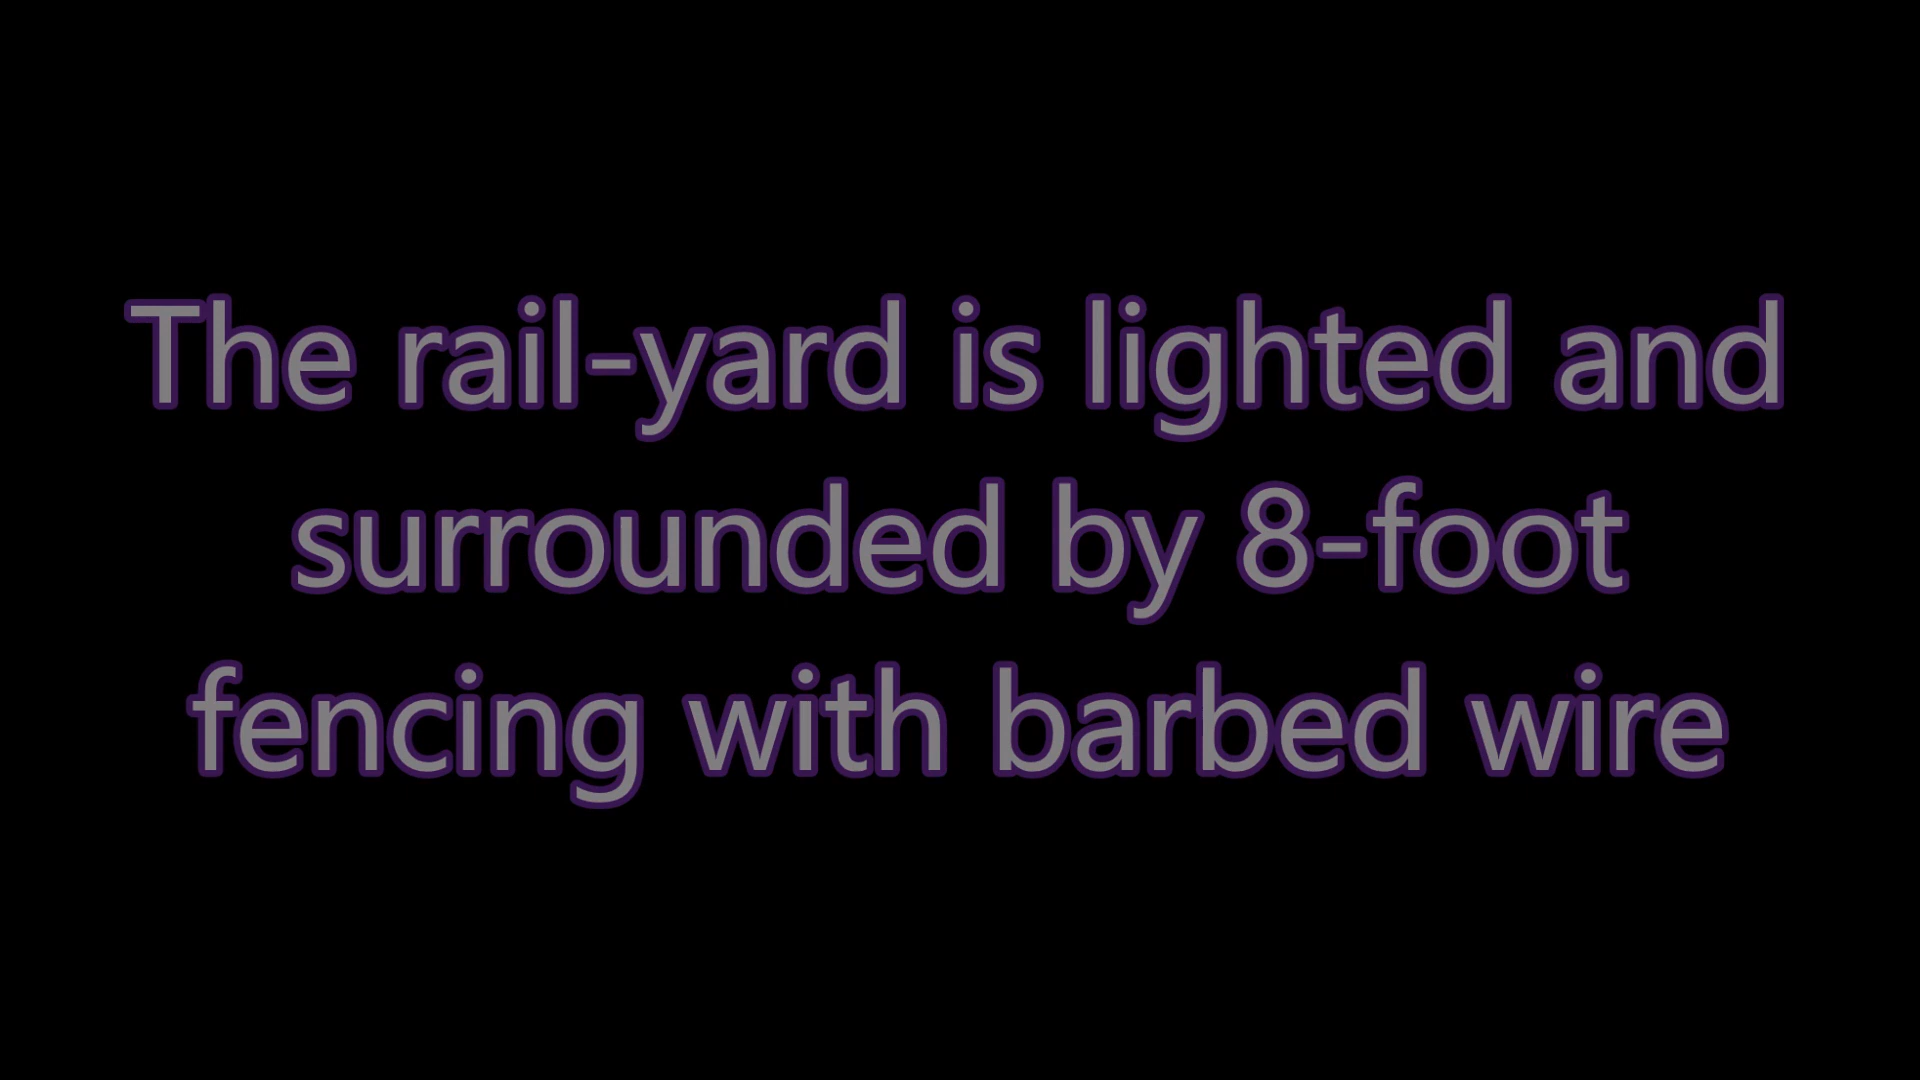 The rail-yard is lighted and
surrounded by 8-foot
fencing with barbed wire